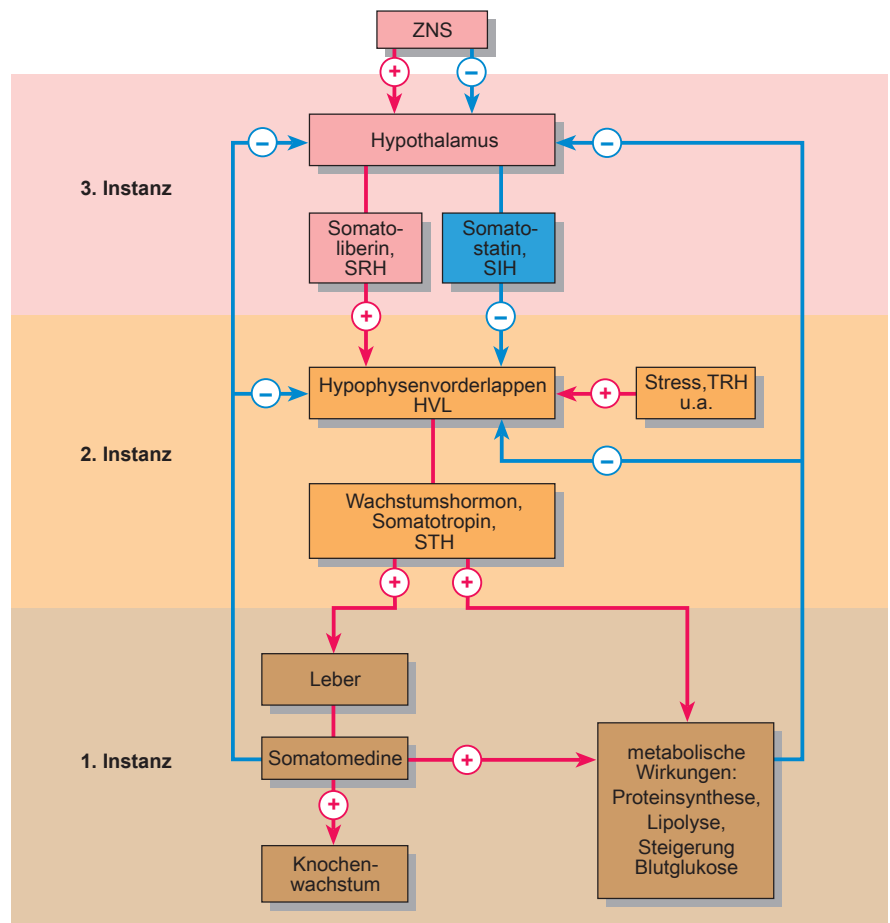 ZNS
+
−
Hypothalamus
−
−
3. Instanz
Somato-
liberin,
SRH
Somato-
statin,
SIH
+
−
Hypophysenvorderlappen
HVL
−
+
Stress,TRH
u.a.
−
2. Instanz
Wachstumshormon,
Somatotropin,
STH
+
+
Leber
1. Instanz
Somatomedine
+
+
Knochen-
wachstum
metabolische
Wirkungen:
Proteinsynthese,
Lipolyse,
Steigerung
Blutglukose